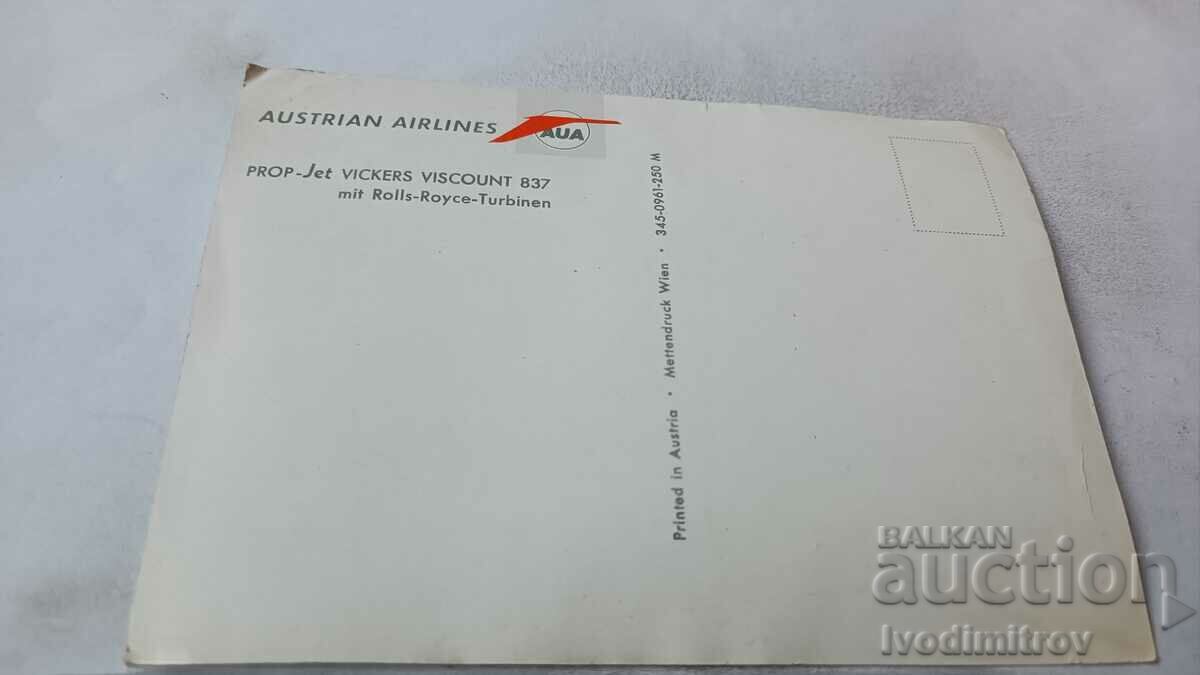 AUSTRIAN AIRLINES AUA
PROP-Jet VICKERS VISCOUNT 837
mit Rolls-Royce-Turbinen
Printed in Austria • Mettendruck Wien • 345-0961-250 M
BALKAN
auction
Ivodimitrov